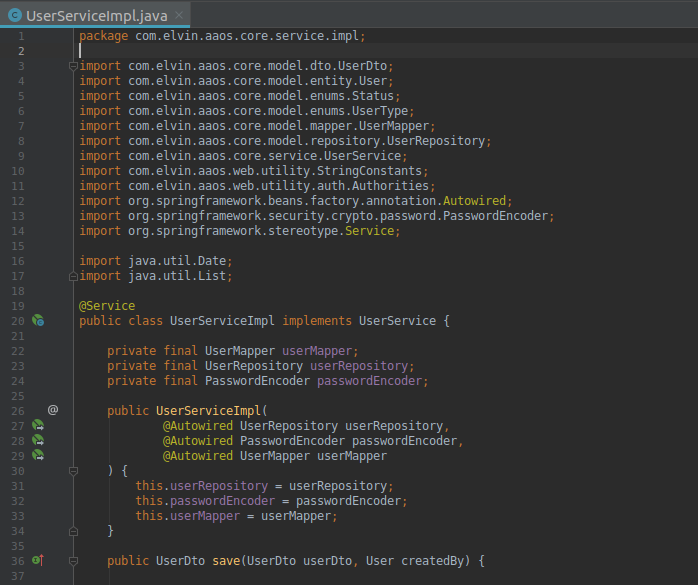 UserServiceImpl.java
1 package com.elvin.aaos.core.service.impl;
2
3 import com.elvin.aaos.core.model.dto.UserDto;
4 import com.elvin.aaos.core.model.entity.User;
5 import com.elvin.aaos.core.model.enums.Status;
6 import com.elvin.aaos.core.model.enums.UserType;
7 import com.elvin.aaos.core.model.mapper.UserMapper;
8 import com.elvin.aaos.core.model.repository.UserRepository;
9 import com.elvin.aaos.core.service.UserService;
10 import com.elvin.aaos.web.utility.StringConstants;
11 import com.elvin.aaos.web.utility.auth.Authorities;
12 import org.springframework.beans.factory.annotation.Autowired;
13 import org.springframework.security.crypto.password.PasswordEncoder;
14 import org.springframework.stereotype.Service;
15
16 import java.util.Date;
17 import java.util.List;
18
19 @Service
20 public class UserServiceImpl implements UserService {
21
22     private final UserMapper userMapper;
23     private final UserRepository userRepository;
24     private final PasswordEncoder passwordEncoder;
25
26 @     public UserServiceImpl(
27             @Autowired UserRepository userRepository,
28             @Autowired PasswordEncoder passwordEncoder,
29             @Autowired UserMapper userMapper
30     ) {
31         this.userRepository = userRepository;
32         this.passwordEncoder = passwordEncoder;
33         this.userMapper = userMapper;
34     }
35
36     public UserDto save(UserDto userDto, User createdBy) {
37